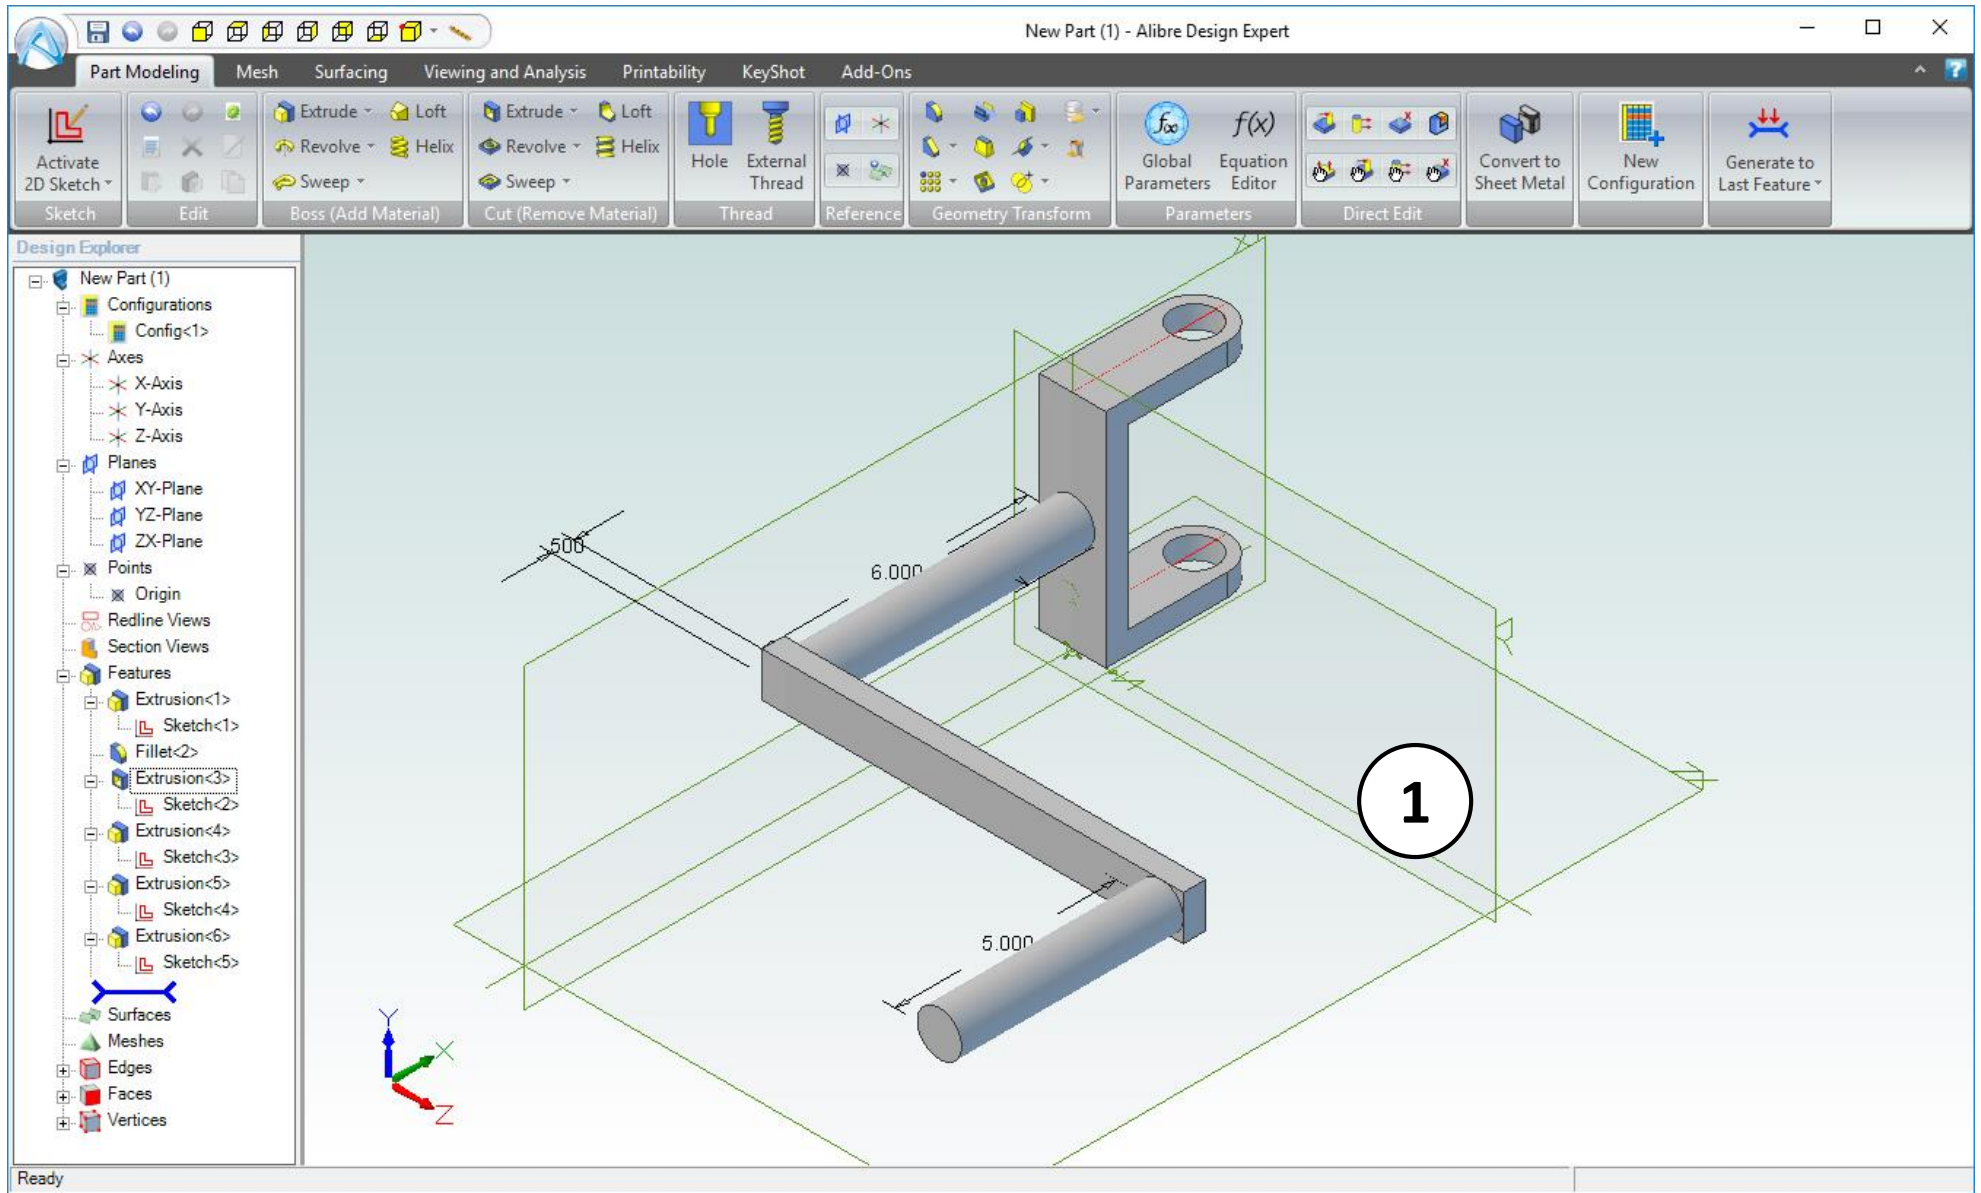 New Part (1) - Alibre Design Expert
Part Modeling Mesh Surfacing Viewing and Analysis Printability KeyShot Add-Ons
Activate
2D Sketch
Sketch
Edit
Extrude Loft
Revolve Helix
Sweep
Boss (Add Material)
Extrude Loft
Revolve Helix
Sweep
Cut (Remove Material)
Hole
External
Thread
Thread
Reference
Geometry Transform
Global
Parameters
f(x)
Equation
Editor
Parameters
Direct Edit
Convert to
Sheet Metal
New
Configuration
Generate to
Last Feature
Design Explorer
New Part (1)
Configurations
Config<1>
Axes
X-Axis
Y-Axis
Z-Axis
Planes
XY-Plane
YZ-Plane
ZX-Plane
Points
Origin
Redline Views
Section Views
Features
Extrusion<1>
Sketch<1>
Fillet<2>
Extrusion<3>
Sketch<2>
Extrusion<4>
Sketch<3>
Extrusion<5>
Sketch<4>
Extrusion<6>
Sketch<5>
Surfaces
Meshes
Edges
Faces
Vertices
.500
6.000
5.000
1
Y
X
Z
Ready